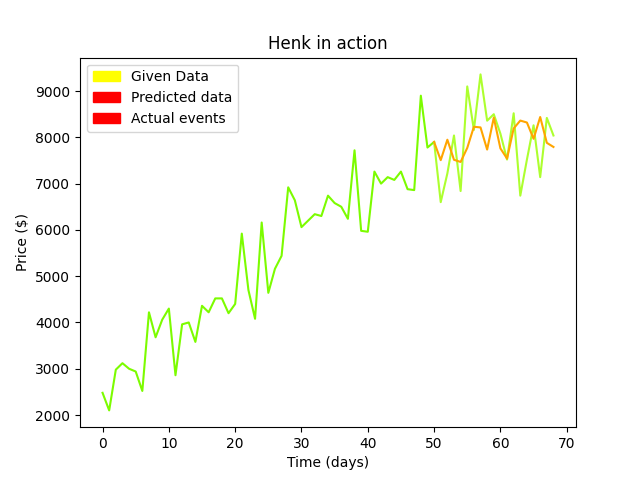 Henk in action
Given Data
Predicted data
Actual events
Price ($)
9000
8000
7000
6000
5000
4000
3000
2000
0 10 20 30 40 50 60 70
Time (days)